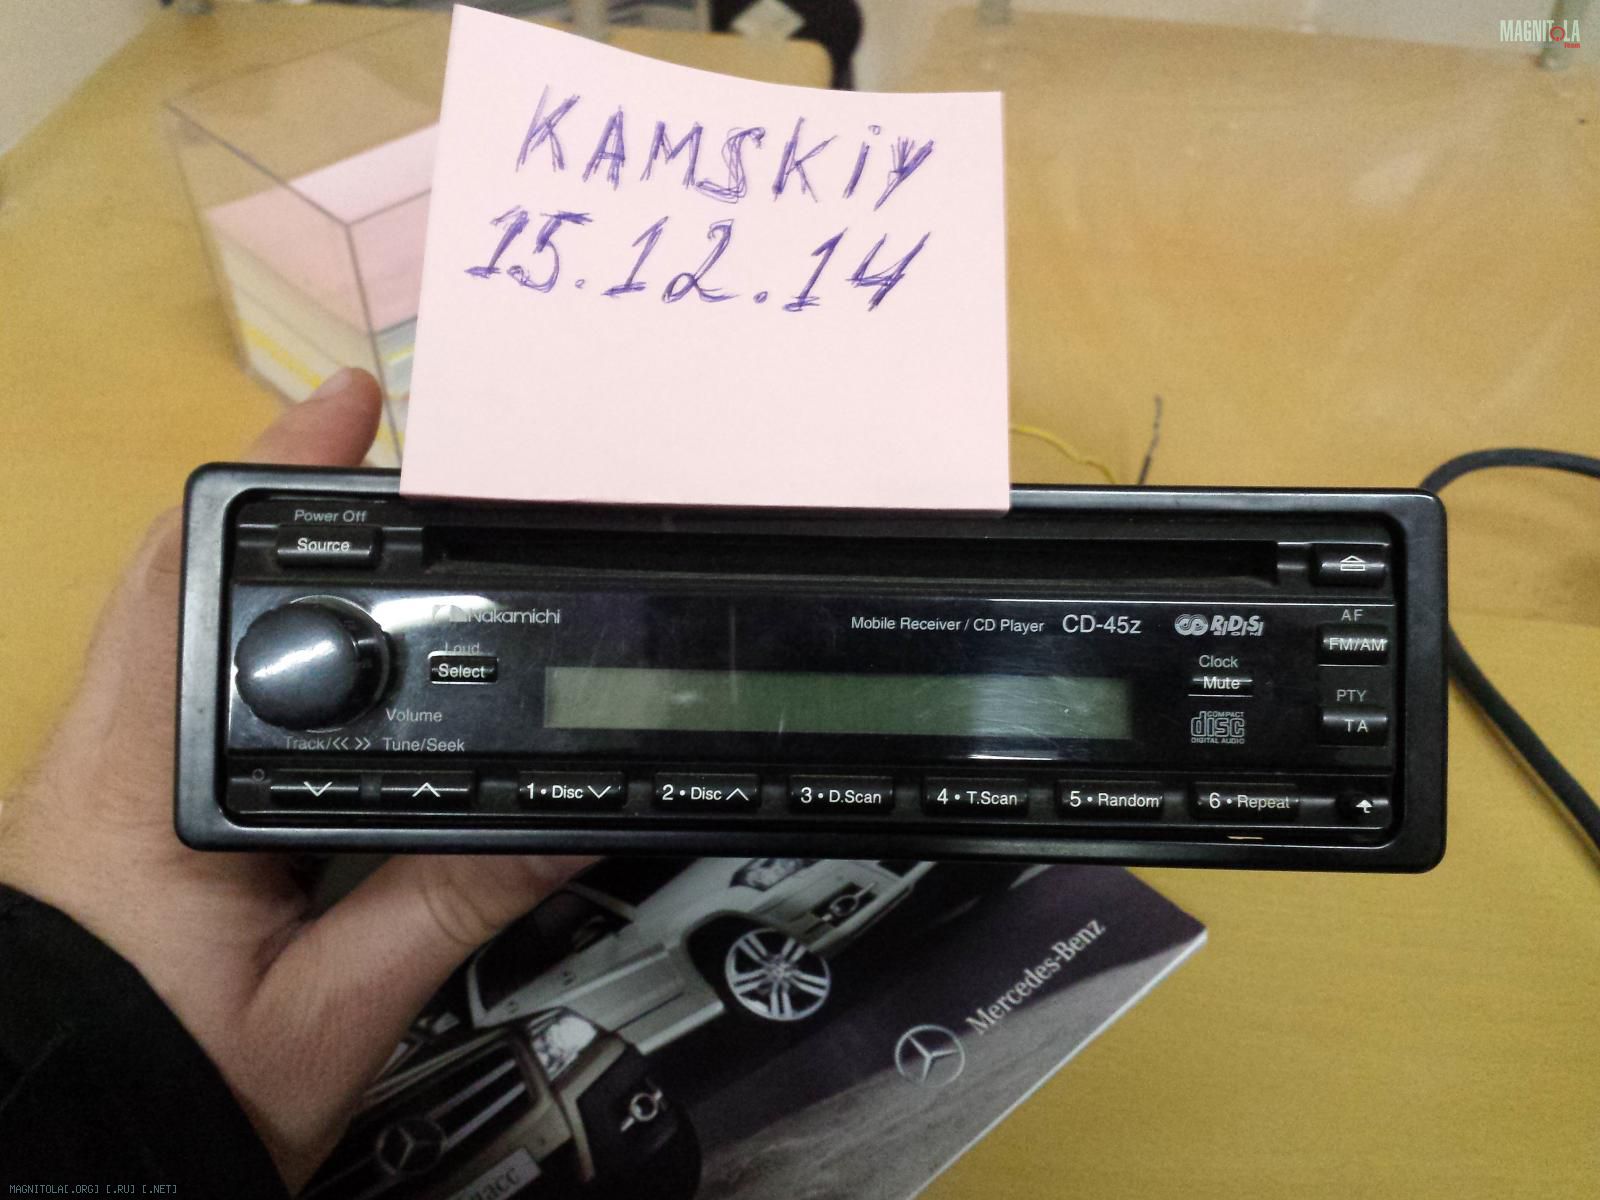 MAGNITOLA
Team
KAMSKiY
15.12.14
Power Off
Source
Nakamichi
Mobile Receiver / CD Player CD-45z
RDS
AF
FM/AM
Loud
Select
Clock
Mute
PTY
TA
Volume
COMPACT
disc
DIGITAL AUDIO
Track/ Tune/Seek
1 • Disc
2 • Disc
3 • D.Scan
4 • T.Scan
5 • Random
6 • Repeat
Mercedes-Benz
MAGNITOLA[.ORG] [.RU] [.NET]